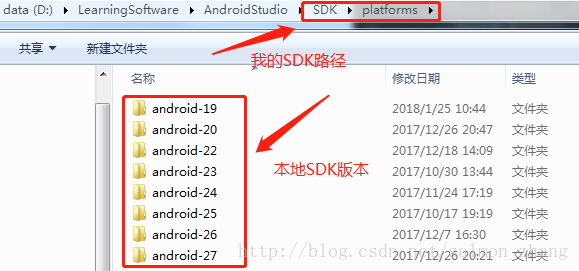 data (D:) ▸ LearningSoftware ▸ AndroidStudio ▸ SDK ▸ platforms ▸
共享 ▼ 新建文件夹
我的SDK路径
名称 修改日期 类型
android-19 2018/1/25 10:44 文件夹
android-20 2017/12/26 20:47 文件夹
android-22 2017/12/18 14:09 文件夹
android-23 2017/10/30 13:44 文件夹
本地SDK版本
android-24 2017/11/24 17:19 文件夹
android-25 2017/10/17 19:19 文件夹
android-26 2017/12/7 16:30 文件夹
android-27 2017/12/26 20:21 文件夹
http://blog.csdn.net/salmon_zhang